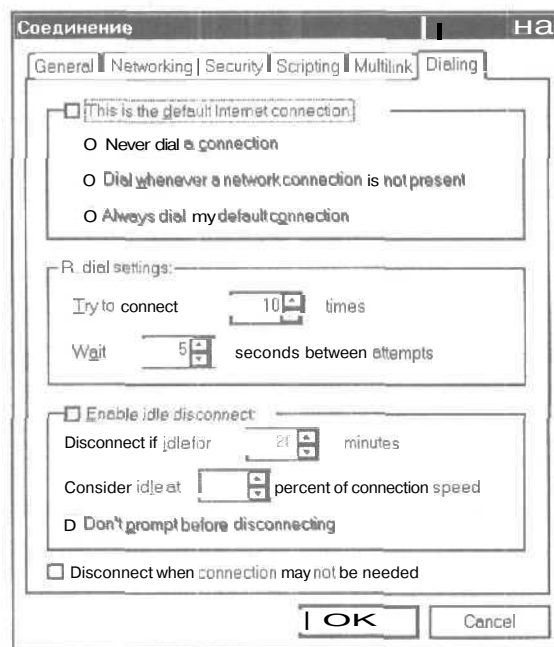 Соединение на
General Networking Security Scripting Multilink Dialing
This is the default Internet connection
O Never dial a connection
O Dial whenever a network connection is not present
O Always dial my default connection
R. dial settings:
Try to connect 10 times
Wait 5 seconds between attempts
Enable idle disconnect
Disconnect if idle for minutes
Consider idle at percent of connection speed
D Don't prompt before disconnecting
Disconnect when connection may not be needed
OK Cancel